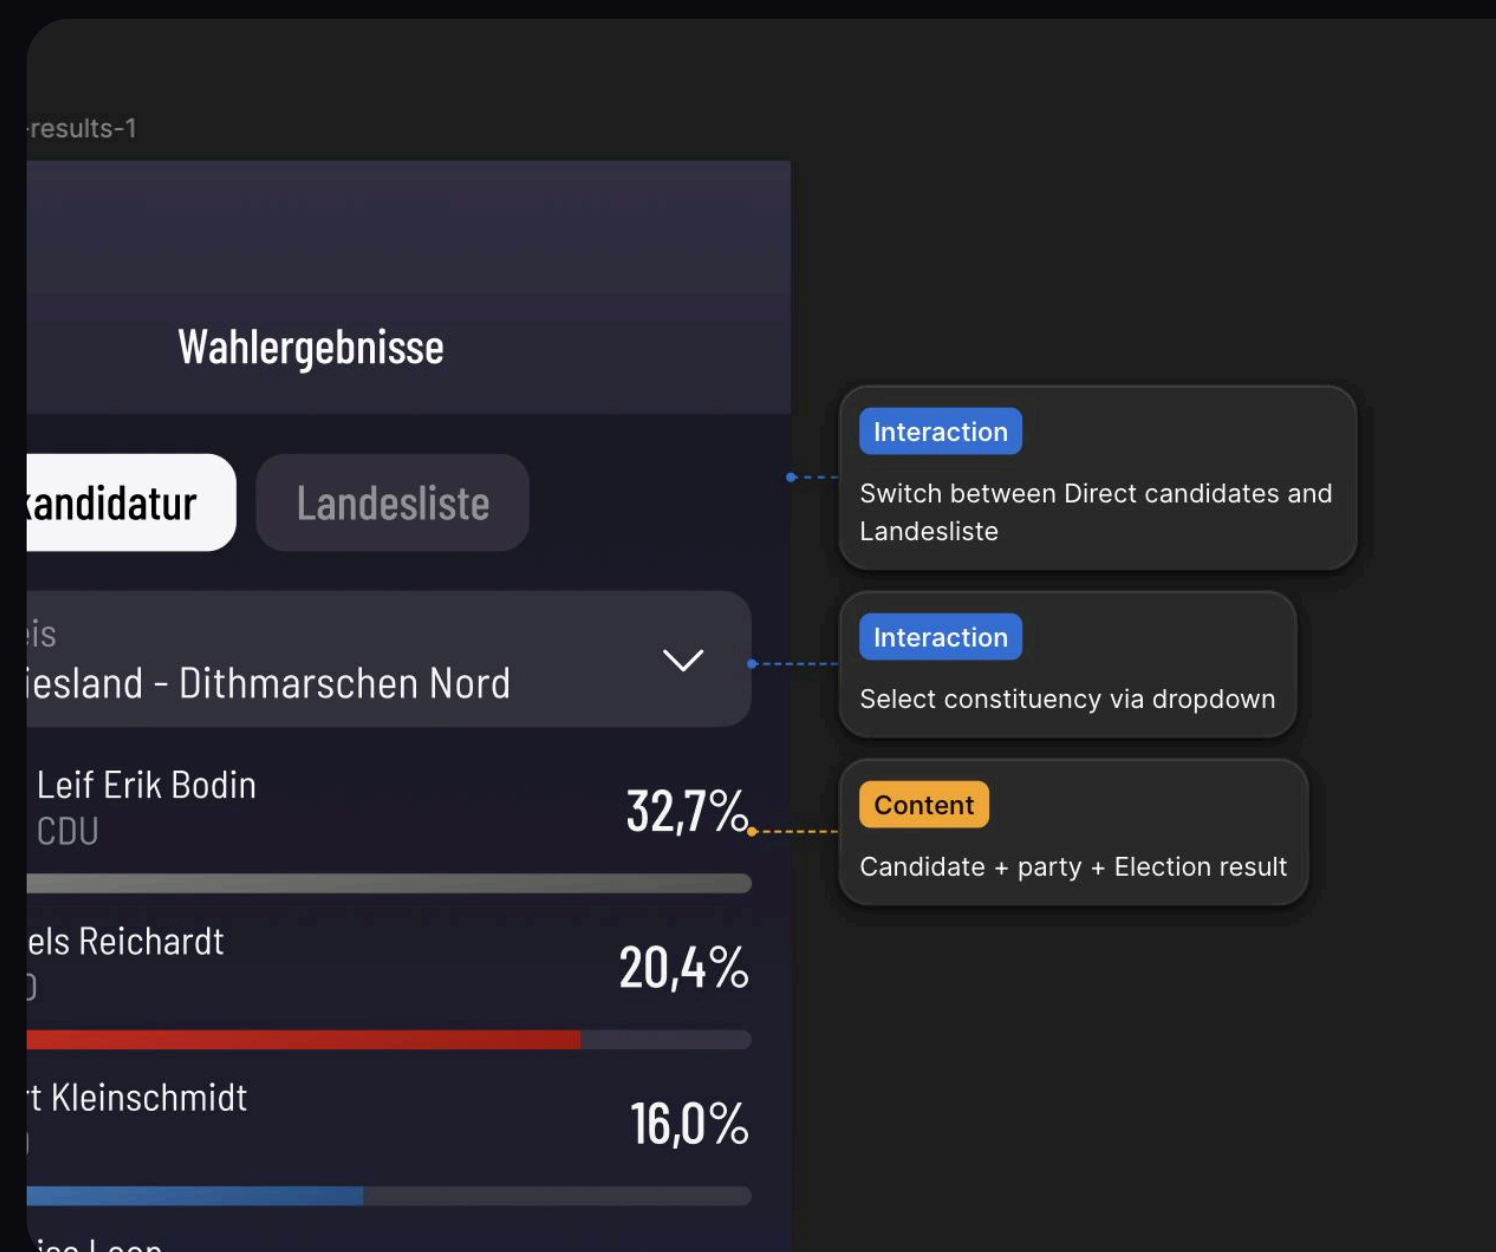 -results-1
Wahlergebnisse
kandidatur
Landesliste
eis
iesland - Dithmarschen Nord
Leif Erik Bodin
CDU
32,7%
els Reichardt
20,4%
rt Kleinschmidt
16,0%
Interaction
Switch between Direct candidates and
Landesliste
Interaction
Select constituency via dropdown
Content
Candidate + party + Election result